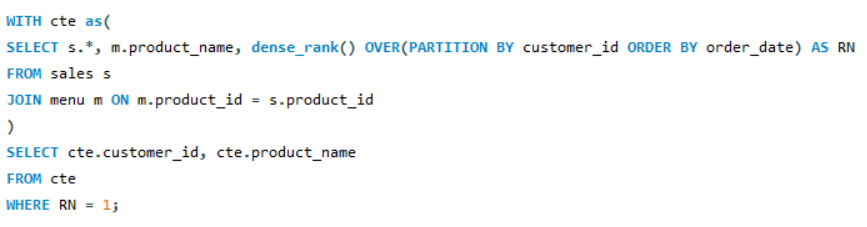 WITH cte as(
SELECT s.*, m.product_name, dense_rank() OVER(PARTITION BY customer_id ORDER BY order_date) AS RN
FROM sales s
JOIN menu m ON m.product_id = s.product_id
)
SELECT cte.customer_id, cte.product_name
FROM cte
WHERE RN = 1;